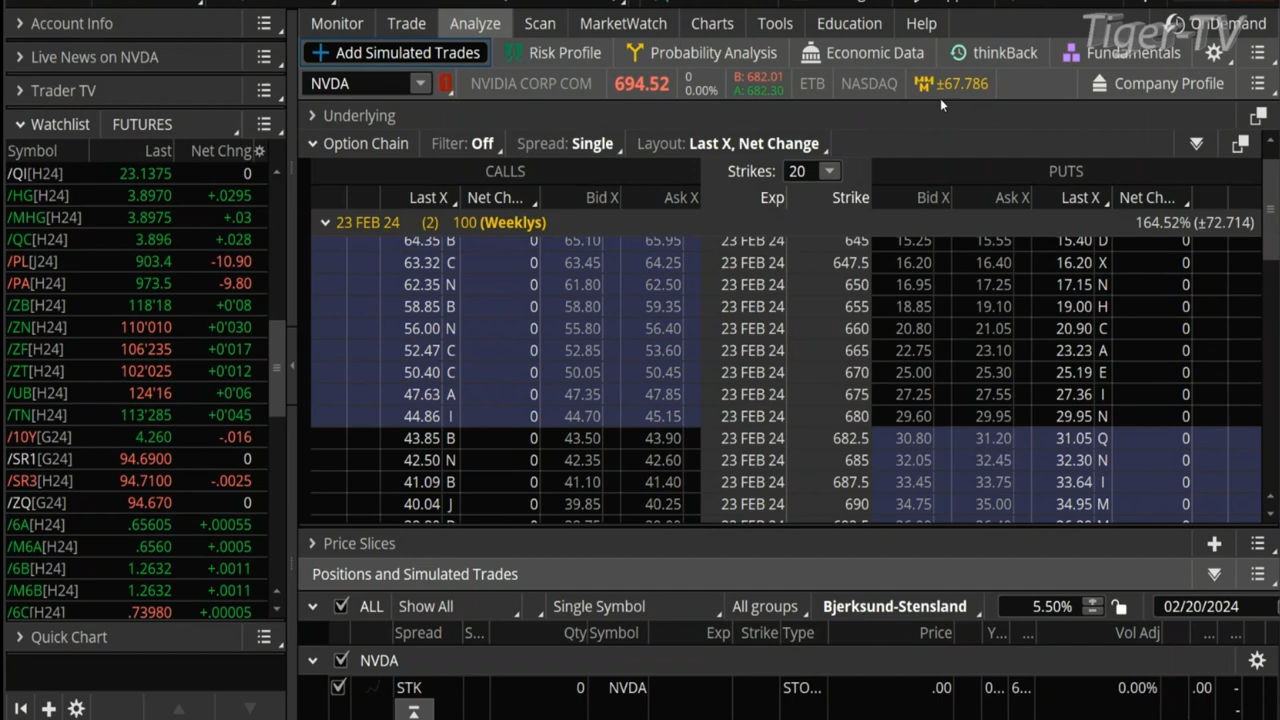 Account Info
Live News on NVDA
Trader TV
Watchlist FUTURES
Symbol Last Net Chng
/QI[H24] 23.1375 0
/HG[H24] 3.8970 +.0295
/MHG[H24] 3.8975 +.03
/QC[H24] 3.896 +.028
/PL[J24] 903.4 -10.90
/PA[H24] 973.5 -9.80
/ZB[H24] 118'18 +0'08
/ZN[H24] 110'010 +0'030
/ZF[H24] 106'235 +0'017
/ZT[H24] 102'025 +0'012
/UB[H24] 124'16 +0'06
/TN[H24] 113'285 +0'045
/10Y[G24] 4.260 -.016
/SR1[G24] 94.6900 0
/SR3[H24] 94.7100 -.0025
/ZQ[G24] 94.670 0
/6A[H24] .65605 +.00055
/M6A[H24] .6560 +.0005
/6B[H24] 1.2632 +.0011
/M6B[H24] 1.2632 +.0011
/6C[H24] .73980 +.00005
Quick Chart
Monitor Trade Analyze Scan MarketWatch Charts Tools Education Help OnDemand
Tiger-TV
Add Simulated Trades Risk Profile Probability Analysis Economic Data thinkBack Fundamentals
NVDA NVIDIA CORP COM 694.52 0 0.00% B: 682.01 A: 682.30 ETB NASDAQ ±67.786 Company Profile
Underlying
Option Chain Filter: Off Spread: Single Layout: Last X, Net Change
CALLS Strikes: 20 PUTS
Last X Net Ch... Bid X Ask X Exp Strike Bid X Ask X Last X Net Ch...
23 FEB 24 (2) 100 (Weeklys) 164.52% (±72.714)
64.35 B 0 65.10 65.95 23 FEB 24 645 15.25 15.55 15.40 D 0
63.32 C 0 63.45 64.25 23 FEB 24 647.5 16.20 16.40 16.20 X 0
62.35 N 0 61.80 62.50 23 FEB 24 650 16.95 17.25 17.15 N 0
58.85 B 0 58.80 59.35 23 FEB 24 655 18.85 19.10 19.00 H 0
56.00 N 0 55.80 56.40 23 FEB 24 660 20.80 21.05 20.90 C 0
52.47 C 0 52.85 53.60 23 FEB 24 665 22.75 23.10 23.23 A 0
50.40 C 0 50.05 50.45 23 FEB 24 670 25.00 25.30 25.19 E 0
47.63 A 0 47.35 47.85 23 FEB 24 675 27.25 27.55 27.36 I 0
44.86 I 0 44.70 45.15 23 FEB 24 680 29.60 29.95 29.95 N 0
43.85 B 0 43.50 43.90 23 FEB 24 682.5 30.80 31.20 31.05 Q 0
42.50 N 0 42.35 42.60 23 FEB 24 685 32.05 32.45 32.30 N 0
41.09 B 0 41.10 41.40 23 FEB 24 687.5 33.45 33.75 33.64 I 0
40.04 J 0 39.85 40.25 23 FEB 24 690 34.75 35.00 34.95 M 0
Price Slices
Positions and Simulated Trades
ALL Show All Single Symbol All groups Bjerksund-Stensland 5.50% 02/20/2024
Spread S... Qty Symbol Exp Strike Type Price Y... ... Vol Adj ... ...
NVDA
STK 0 NVDA STO... .00 0... 6... 0.00% .00 -